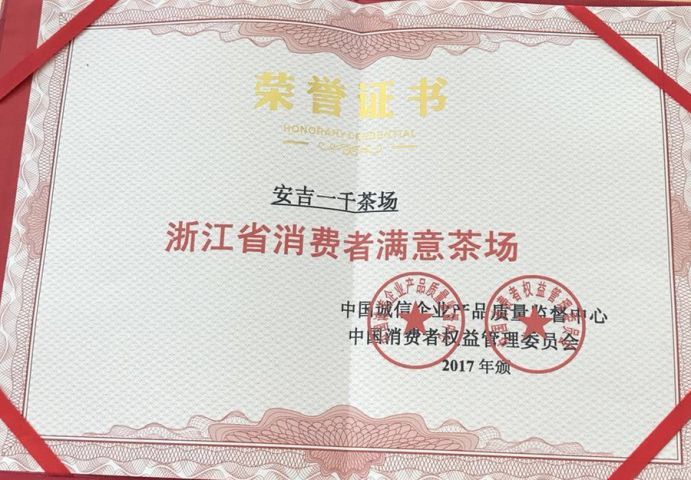 荣誉证书
HONORARY CREDENTIAL
安吉一千茶场
浙江省消费者满意茶场
中国诚信企业产品质量监督中心
中国消费者权益管理委员会
2017 年颁